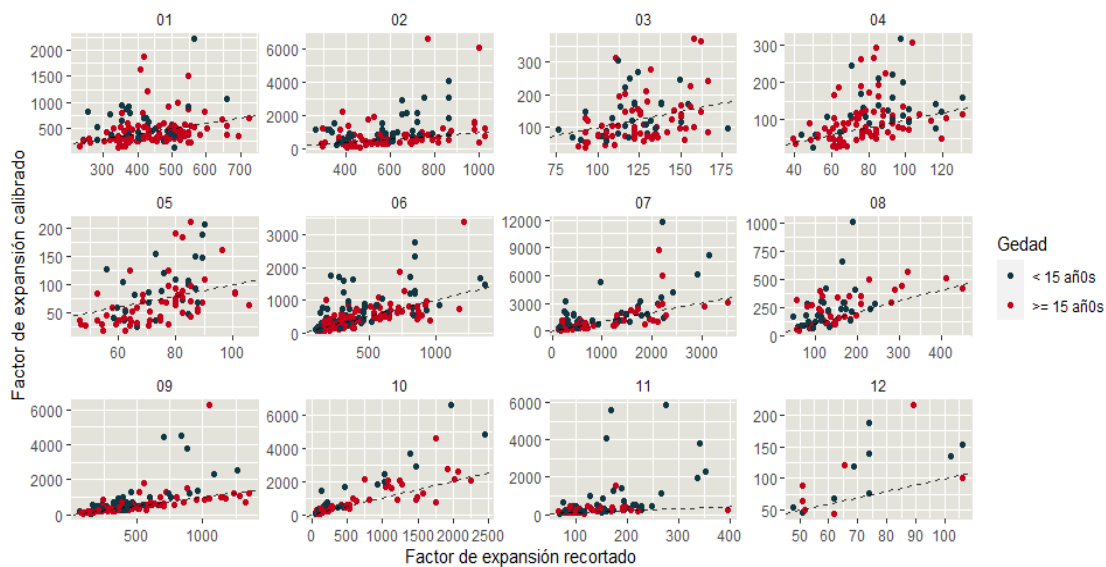 01 02 03 04
2000 6000 300 300
1500
1000 4000 200 200
500 2000 100 100
0
300 400 500 600 700 400 600 800 1000 75 100 125 150 175 40 60 80 100 120
05 06 07 08
200 3000 12000 1000
150 9000 750
100 2000 6000 500
50 1000 3000 250
0 0 0
60 80 100 500 1000 0 1000 2000 3000 100 200 300 400
09 10 11 12
6000 6000 6000 200
4000 4000 4000 150
2000 2000 2000 100
0 0 0 50
500 1000 0 500 1000 1500 2000 2500 100 200 300 400 60 80 100
Factor de expansión calibrado
Factor de expansión recortado
Gedad
< 15 añ0s
>= 15 añ0s